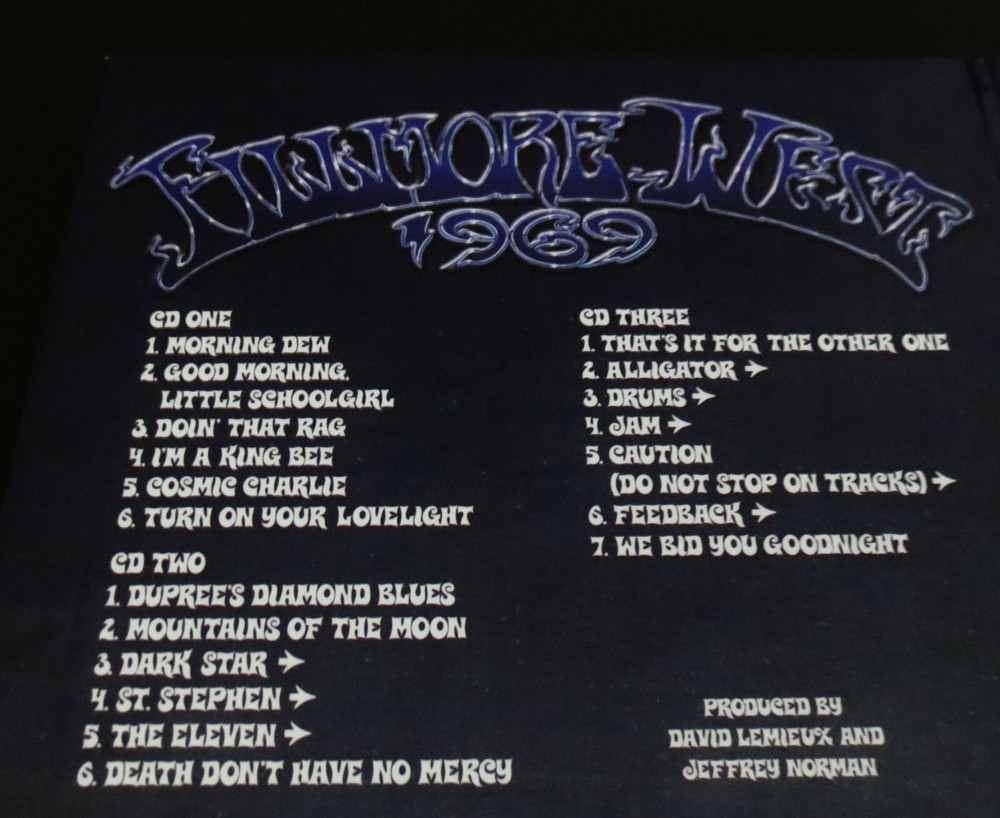 FILLMORE WEST
1969
CD ONE
1. MORNING DEW
2. GOOD MORNING,
LITTLE SCHOOLGIRL
3. DOIN' THAT RAG
4. I'M A KING BEE
5. COSMIC CHARLIE
6. TURN ON YOUR LOVELIGHT
CD TWO
1. DUPREE'S DIAMOND BLUES
2. MOUNTAINS OF THE MOON
3. DARK STAR →
4. ST. STEPHEN →
5. THE ELEVEN →
6. DEATH DON'T HAVE NO MERCY
CD THREE
1. THAT'S IT FOR THE OTHER ONE
2. ALLIGATOR →
3. DRUMS →
4. JAM →
5. CAUTION
(DO NOT STOP ON TRACKS) →
6. FEEDBACK →
7. WE BID YOU GOODNIGHT
PRODUCED BY
DAVID LEMIEUX AND
JEFFREY NORMAN